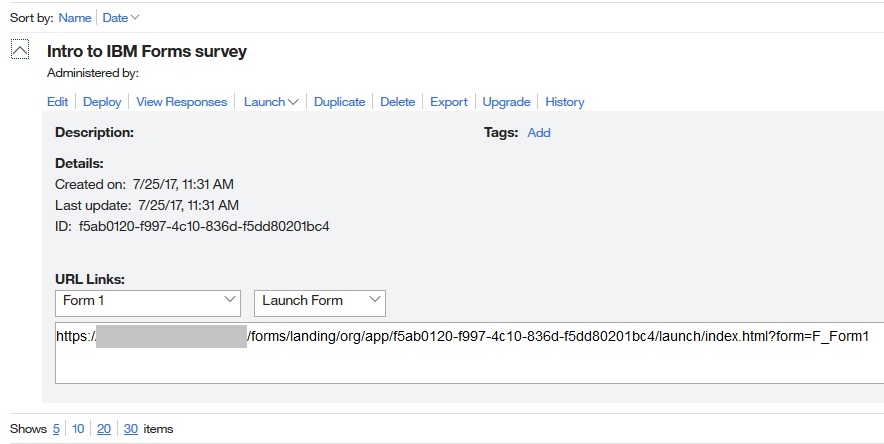 Sort by: Name Date
Intro to IBM Forms survey
Administered by:
Edit Deploy View Responses Launch Duplicate Delete Export Upgrade History
Description: Tags: Add
Details:
Created on: 7/25/17, 11:31 AM
Last update: 7/25/17, 11:31 AM
ID: f5ab0120-f997-4c10-836d-f5dd80201bc4
URL Links:
Form 1 Launch Form
https:/ /forms/landing/org/app/f5ab0120-f997-4c10-836d-f5dd80201bc4/launch/index.html?form=F_Form1
Shows 5 10 20 30 items